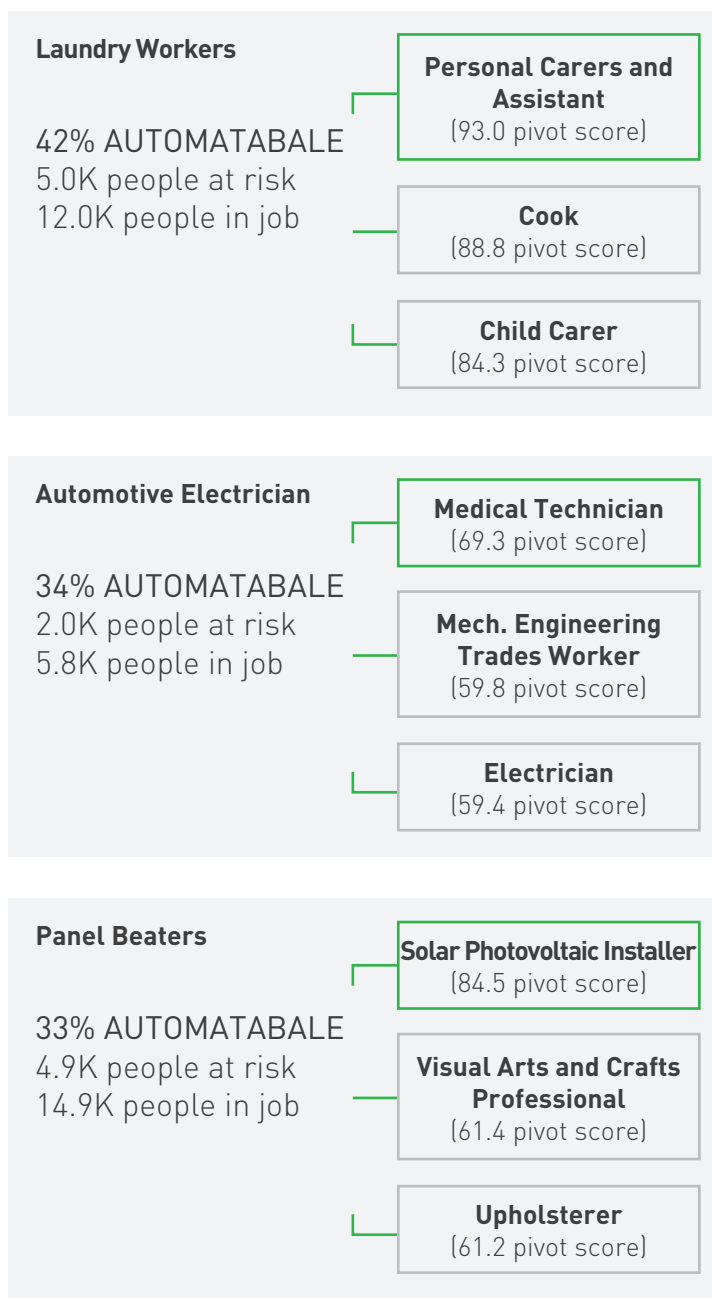 Laundry Workers
42% AUTOMATABALE
5.0K people at risk
12.0K people in job
Personal Carers and
Assistant
(93.0 pivot score)
Cook
(88.8 pivot score)
Child Carer
(84.3 pivot score)
Automotive Electrician
34% AUTOMATABALE
2.0K people at risk
5.8K people in job
Medical Technician
(69.3 pivot score)
Mech. Engineering
Trades Worker
(59.8 pivot score)
Electrician
(59.4 pivot score)
Panel Beaters
33% AUTOMATABALE
4.9K people at risk
14.9K people in job
Solar Photovoltaic Installer
(84.5 pivot score)
Visual Arts and Crafts
Professional
(61.4 pivot score)
Upholsterer
(61.2 pivot score)